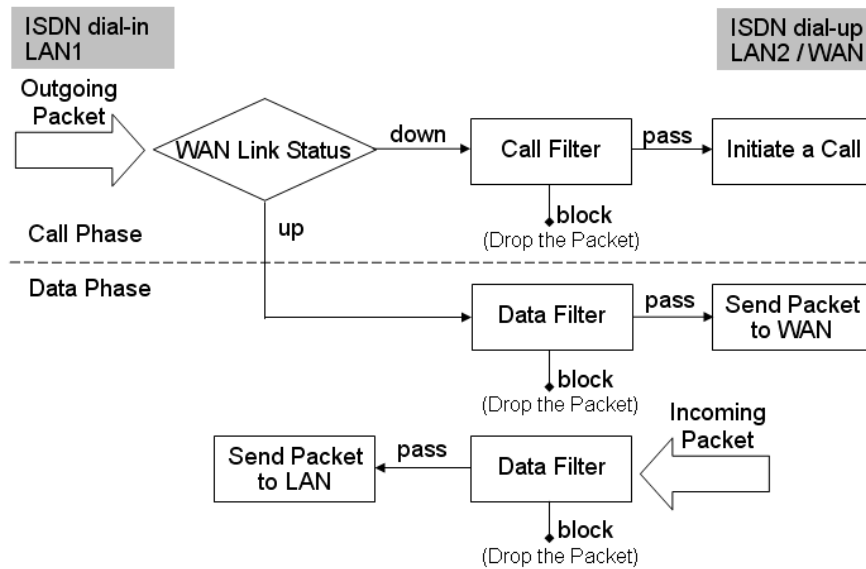 ISDN dial-in
LAN1
ISDN dial-up
LAN2 / WAN
Outgoing
Packet
WAN Link Status
down
Call Filter
pass
Initiate a Call
up
block
(Drop the Packet)
Call Phase
Data Phase
Data Filter
pass
Send Packet
to WAN
block
(Drop the Packet)
Incoming
Packet
Send Packet
to LAN
pass
Data Filter
block
(Drop the Packet)